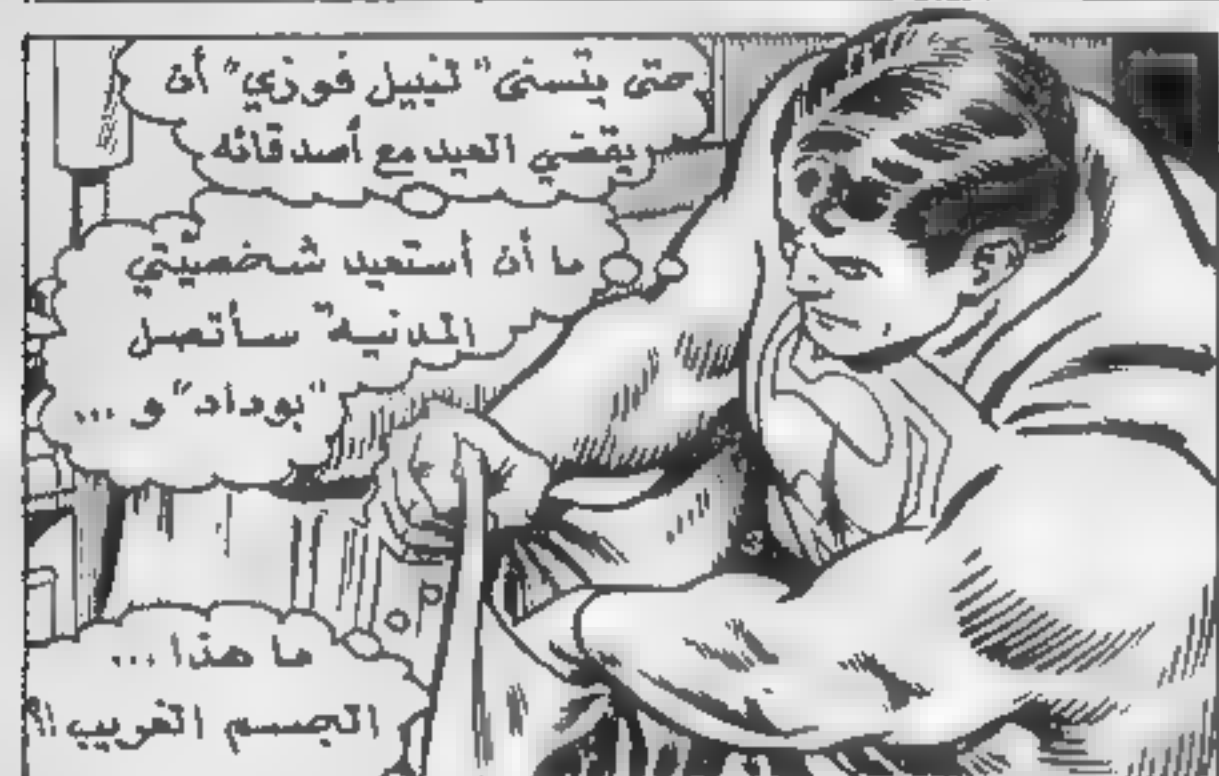 حتى يتسنى "لنبيل فوزي" أن
يقضي العيد مع أصدقائه
ما أن أستعيد شخصيتي
المدنية" سأتصل
"بوداد" و ...
ما هذا ...
الجسم الغريب !؟